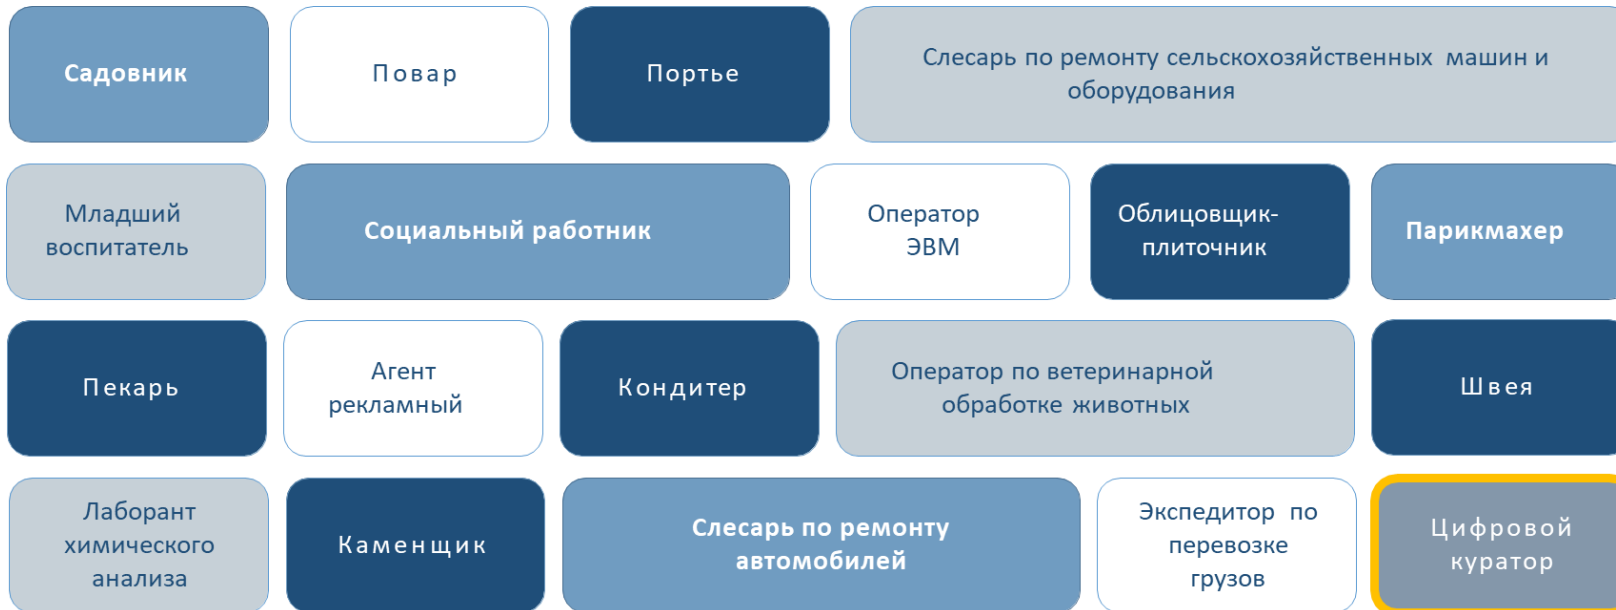 Садовник
Повар
Портье
Слесарь по ремонту сельскохозяйственных машин и
оборудования
Младший
воспитатель
Социальный работник
Оператор
ЭВМ
Облицовщик-
плиточник
Парикмахер
Пекарь
Агент
рекламный
Кондитер
Оператор по ветеринарной
обработке животных
Швея
Лаборант
химического
анализа
Каменщик
Слесарь по ремонту
автомобилей
Экспедитор по
перевозке
грузов
Цифровой
куратор